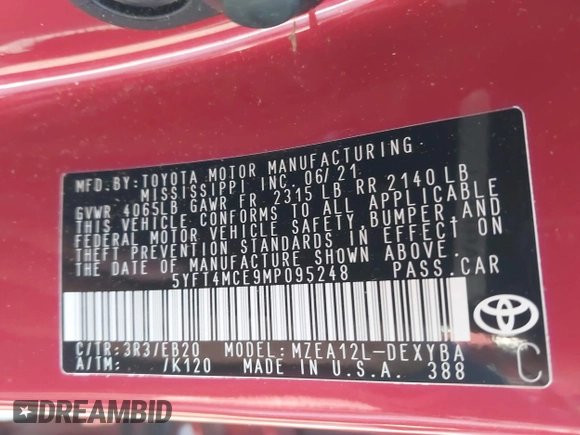 MFD. BY: TOYOTA MOTOR MANUFACTURING
MISSISSIPPI INC. 06/21
GVWR 4065LB GAWR FR 2315 LB RR 2140 LB
THIS VEHICLE CONFORMS TO ALL APPLICABLE
FEDERAL MOTOR VEHICLE SAFETY, BUMPER, AND
THEFT PREVENTION STANDARDS IN EFFECT ON
THE DATE OF MANUFACTURE SHOWN ABOVE.
5YFT4MCE9MP095248 PASS. CAR
C/TR: 3R3/EB20 MODEL: MZEA12L-DEXYBA
A/TM: /K120 MADE IN U.S.A. 388
C
DREAMBID